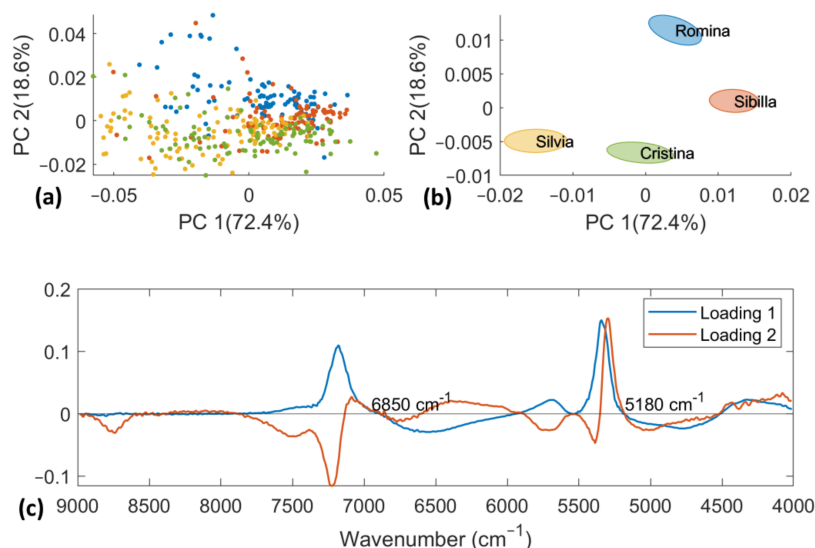 0.04
0.02
0
−0.02
PC 2(18.6%)
−0.05
0
0.05
PC 1(72.4%)
(a)
0.01
0.005
0
−0.005
−0.01
PC 2(18.6%)
Romina
Sibilla
Silvia
Cristina
−0.02
−0.01
0
0.01
0.02
PC 1(72.4%)
(b)
0.2
0.1
0
−0.1
Loading 1
Loading 2
6850 cm⁻¹
5180 cm⁻¹
9000 8500 8000 7500 7000 6500 6000 5500 5000 4500 4000
(c)
Wavenumber (cm⁻¹)